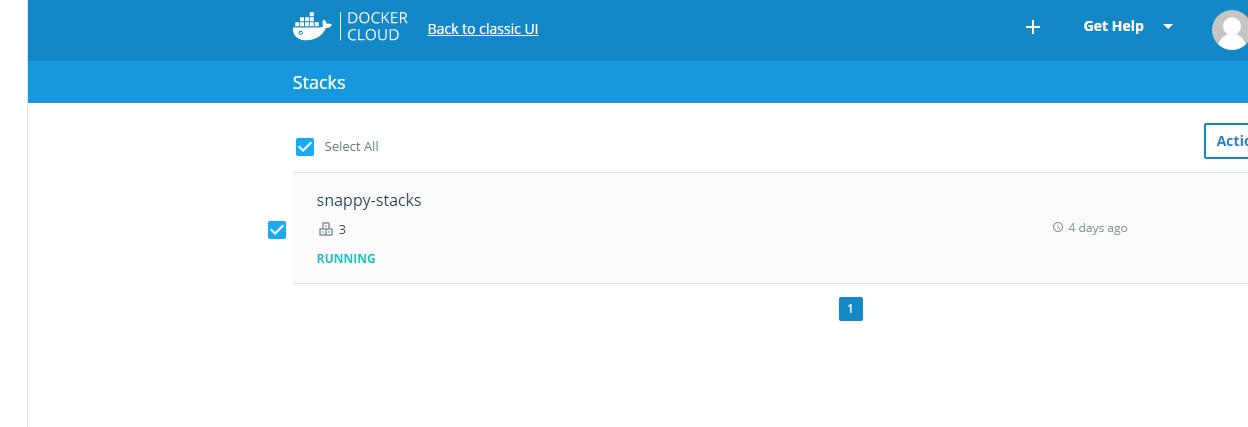 DOCKER
CLOUD
Back to classic UI
Get Help
Stacks
Select All
snappy-stacks
3
4 days ago
RUNNING
1